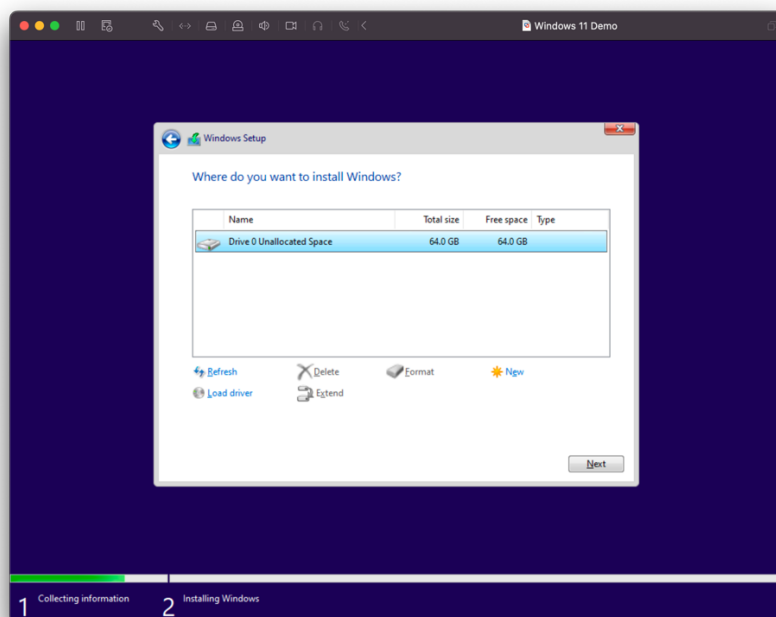 Windows 11 Demo
Windows Setup
Where do you want to install Windows?
Name Total size Free space Type
Drive 0 Unallocated Space 64.0 GB 64.0 GB
Refresh Delete Format New
Load driver Extend
Next
1 Collecting information 2 Installing Windows